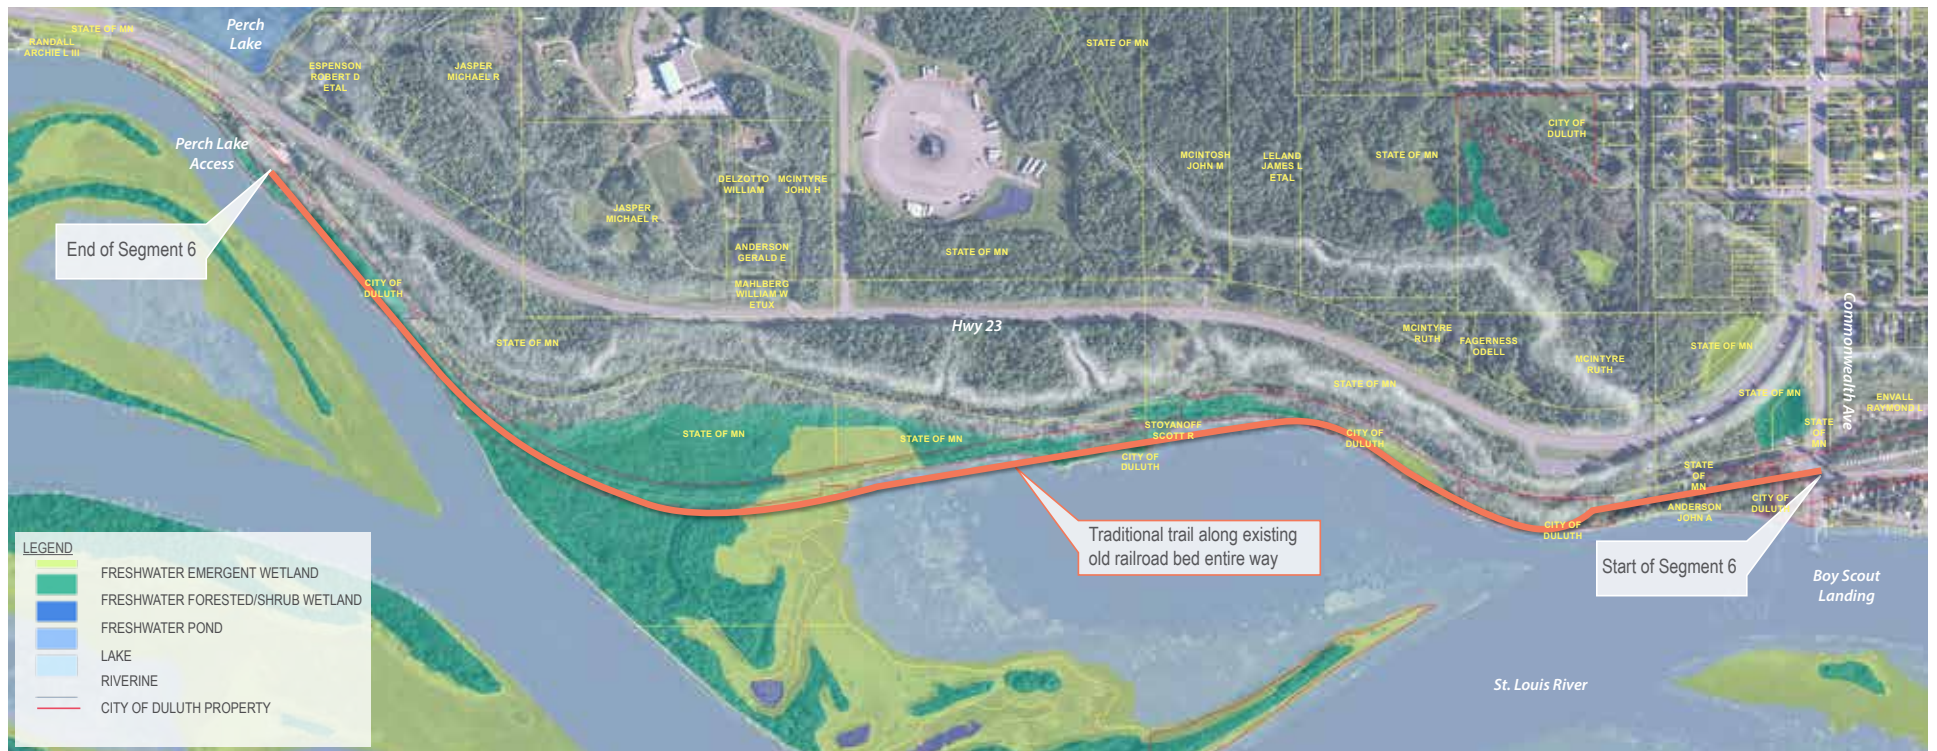 Perch
Lake
STATE OF MN
RANDALL
ARCHIE L III
ESPENSON
ROBERT D
ETAL
JASPER
MICHAEL R
STATE OF MN
Perch Lake
Access
CITY OF
DULUTH
MCINTOSH
JOHN M
LELAND
JAMES L
ETAL
STATE OF MN
DELZOTTO
WILLIAM
MCINTYRE
JOHN H
JASPER
MICHAEL R
End of Segment 6
ANDERSON
GERALD E
STATE OF MN
CITY OF
DULUTH
MAHLBERG
WILLIAM W
ETUX
Hwy 23
STATE OF MN
MCINTYRE
RUTH
FAGERNESS
ODELL
MCINTYRE
RUTH
STATE OF MN
Commonwealth Ave
STATE OF MN
STATE OF MN
ENVALL
RAYMOND L
STATE OF MN
STATE OF MN
STOYANOFF
SCOTT R
CITY OF
DULUTH
CITY OF
DULUTH
STATE
OF
MN
STATE
OF
MN
ANDERSON
JOHN A
CITY OF
DULUTH
CITY OF
DULUTH
Traditional trail along existing
old railroad bed entire way
Start of Segment 6
Boy Scout
Landing
St. Louis River
LEGEND
FRESHWATER EMERGENT WETLAND
FRESHWATER FORESTED/SHRUB WETLAND
FRESHWATER POND
LAKE
RIVERINE
CITY OF DULUTH PROPERTY